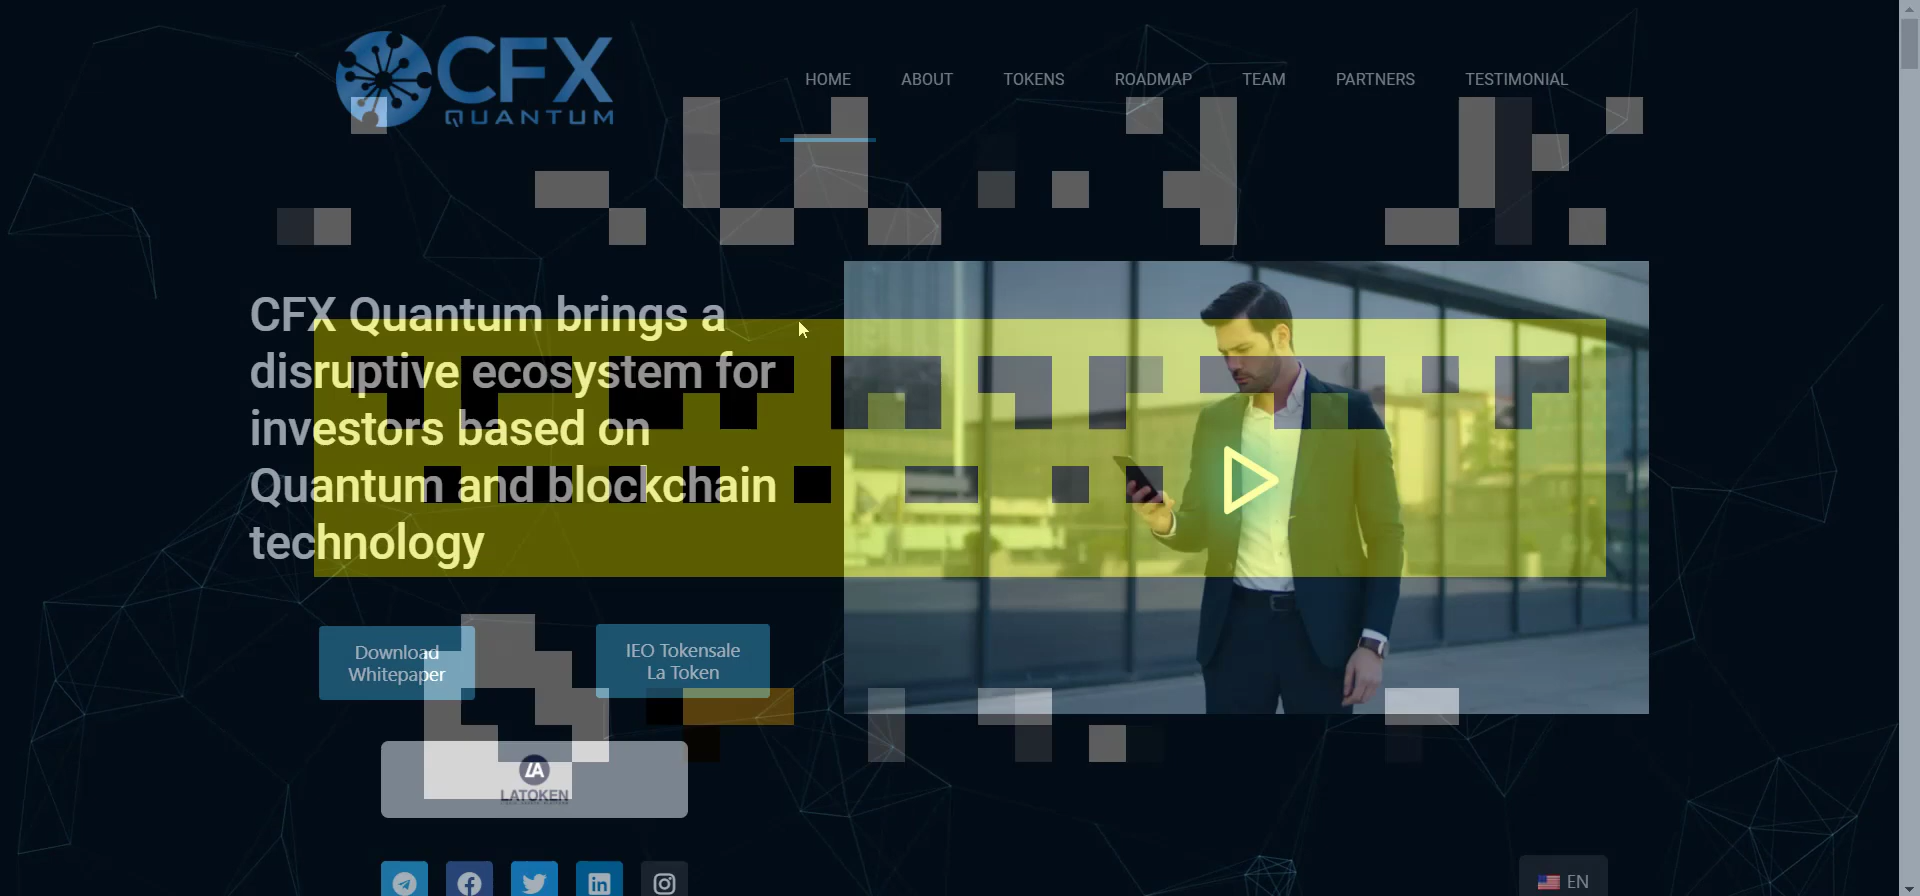 CFX
QUANTUM
HOME ABOUT TOKENS ROADMAP TEAM PARTNERS TESTIMONIAL
CFX Quantum brings a
disruptive ecosystem for
investors based on
Quantum and blockchain
technology
Download
Whitepaper
IEO Tokensale
La Token
LA
LATOKEN
EN